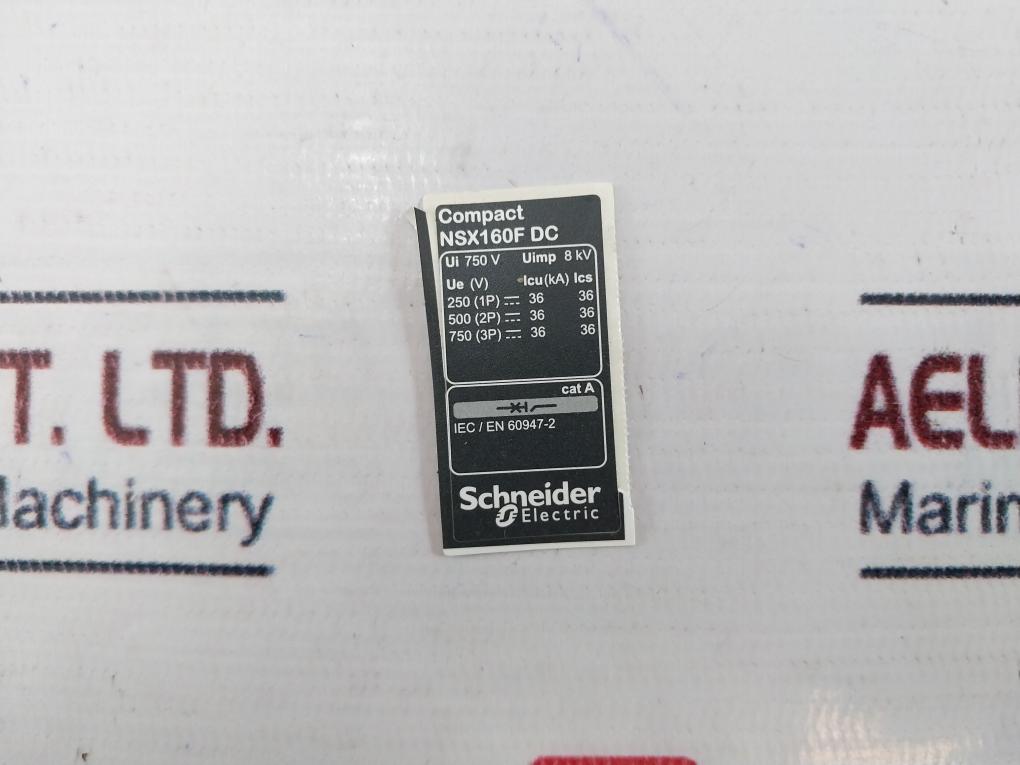 Compact
NSX160F DC
Ui 750 V Uimp 8 kV
Ue (V) Icu(kA) Ics
250 (1P) ⎓ 36 36
500 (2P) ⎓ 36 36
750 (3P) ⎓ 36 36
cat A
IEC / EN 60947-2
Schneider
Electric
T. LTD.
Machinery
AEL
Marin